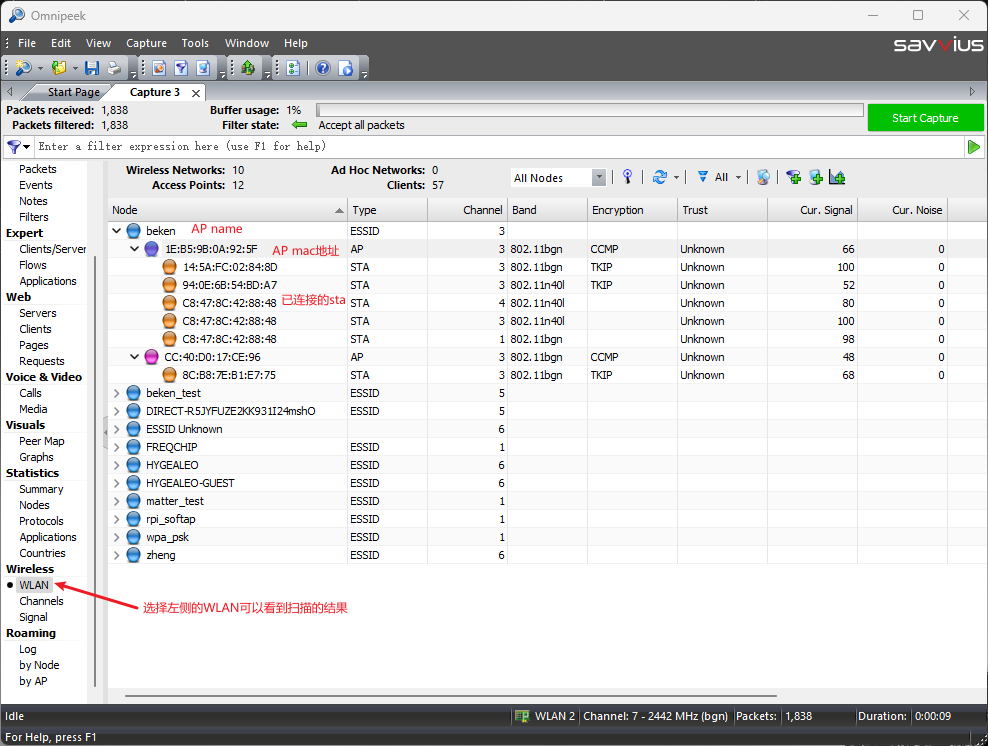 Omnipeek
File Edit View Capture Tools Window Help
savvius
Start Page Capture 3
Packets received: 1,838 Buffer usage: 1%
Packets filtered: 1,838 Filter state: Accept all packets
Start Capture
Enter a filter expression here (use F1 for help)
Packets
Events
Notes
Filters
Expert
Clients/Server
Flows
Applications
Web
Servers
Clients
Pages
Requests
Voice & Video
Calls
Media
Visuals
Peer Map
Graphs
Statistics
Summary
Nodes
Protocols
Applications
Countries
Wireless
WLAN
Channels
Signal
Roaming
Log
by Node
by AP
Wireless Networks: 10 Ad Hoc Networks: 0
Access Points: 12 Clients: 57
All Nodes All
Node Type Channel Band Encryption Trust Cur. Signal Cur. Noise
beken AP name ESSID 3
1E:B5:9B:0A:92:5F AP mac地址 AP 3 802.11bgn CCMP Unknown 66 0
14:5A:FC:02:84:8D STA 3 802.11bgn TKIP Unknown 100 0
94:0E:6B:54:BD:A7 STA 3 802.11n40l TKIP Unknown 52 0
C8:47:8C:42:88:48 已连接的sta STA 4 802.11n40l Unknown 80 0
C8:47:8C:42:88:48 STA 3 802.11n40l Unknown 100 0
C8:47:8C:42:88:48 STA 1 802.11bgn Unknown 98 0
CC:40:D0:17:CE:96 AP 3 802.11bgn CCMP Unknown 48 0
8C:B8:7E:B1:E7:75 STA 3 802.11bgn TKIP Unknown 68 0
beken_test ESSID 5
DIRECT-R5JYFUZE2KK931I24mshO ESSID 5
ESSID Unknown 6
FREQCHIP ESSID 1
HYGEALEO ESSID 6
HYGEALEO-GUEST ESSID 6
matter_test ESSID 1
rpi_softap ESSID 1
wpa_psk ESSID 1
zheng ESSID 6
选择左侧的WLAN可以看到扫描的结果
Idle WLAN 2 Channel: 7 - 2442 MHz (bgn) Packets: 1,838 Duration: 0:00:09
For Help, press F1